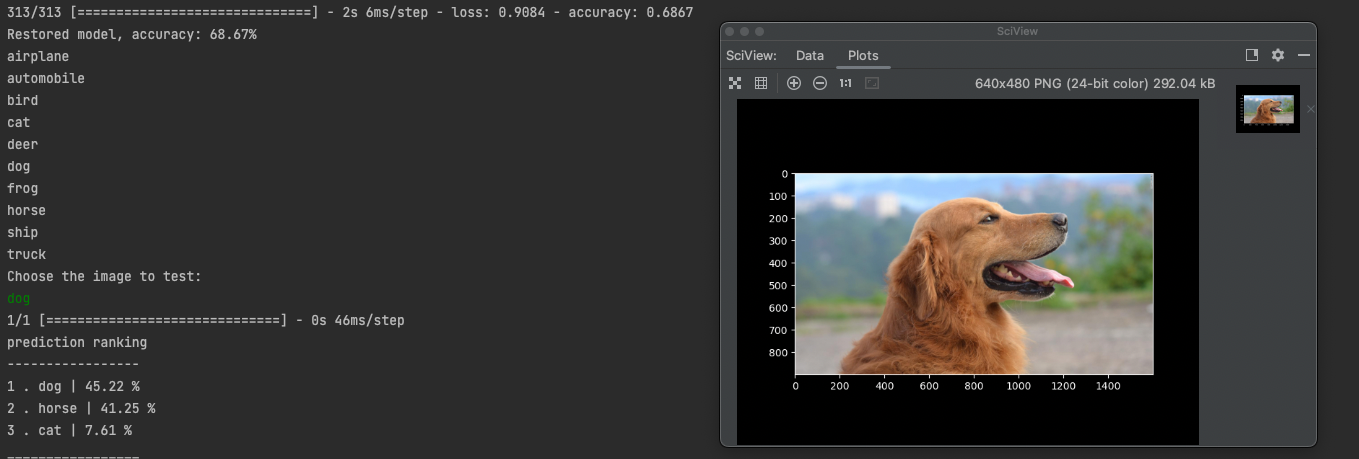 313/313 [==============================] - 2s 6ms/step - loss: 0.9084 - accuracy: 0.6867
Restored model, accuracy: 68.67%
airplane
automobile
bird
cat
deer
dog
frog
horse
ship
truck
Choose the image to test:
dog
1/1 [==============================] - 0s 46ms/step
prediction ranking
-----------------
1 . dog | 45.22 %
2 . horse | 41.25 %
3 . cat | 7.61 %
-----------------
SciView
SciView: Data Plots
1:1 640x480 PNG (24-bit color) 292.04 kB
0
100
200
300
400
500
600
700
800
0 200 400 600 800 1000 1200 1400